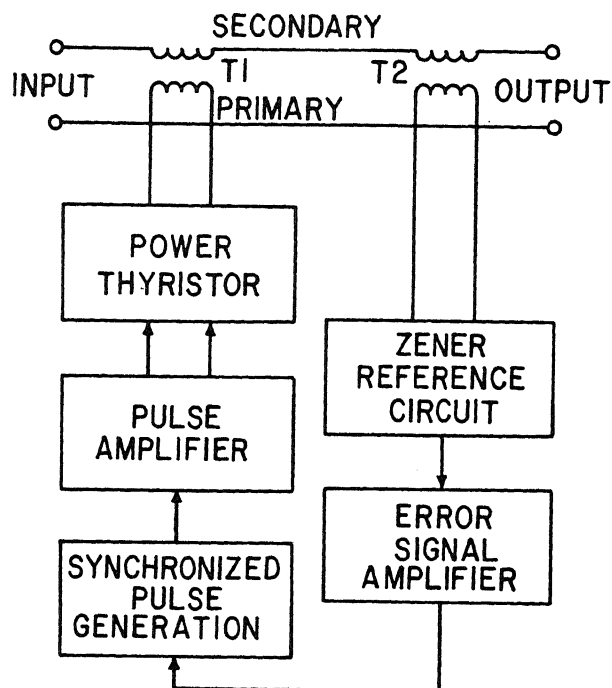 SECONDARY
T1
T2
INPUT
OUTPUT
PRIMARY
POWER
THYRISTOR
ZENER
REFERENCE
CIRCUIT
PULSE
AMPLIFIER
ERROR
SIGNAL
AMPLIFIER
SYNCHRONIZED
PULSE
GENERATION